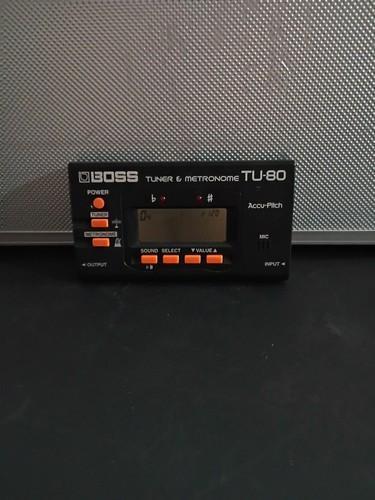 BOSS TUNER & METRONOME TU-80
POWER
♭ ♯
TUNER
Accu-Pitch
METRONOME
MIC
SOUND SELECT ▼ VALUE ▲
◄ OUTPUT
INPUT ◄